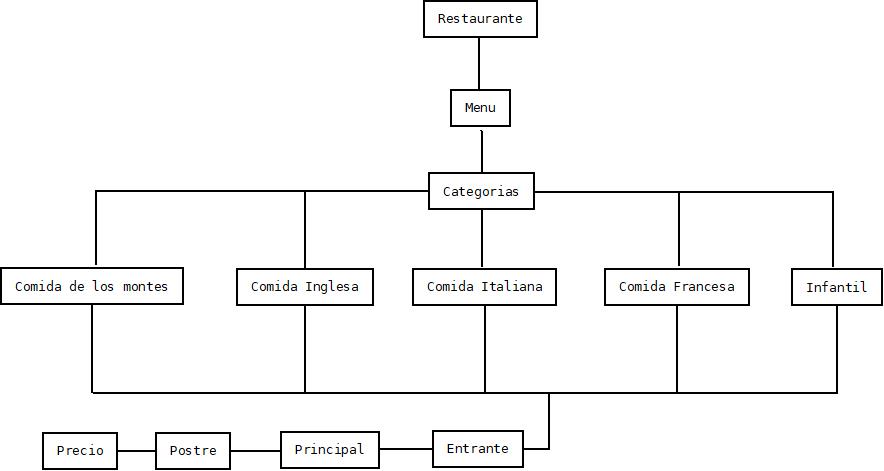 Restaurante
Menu
Categorias
Comida de los montes
Comida Inglesa
Comida Italiana
Comida Francesa
Infantil
Precio
Postre
Principal
Entrante